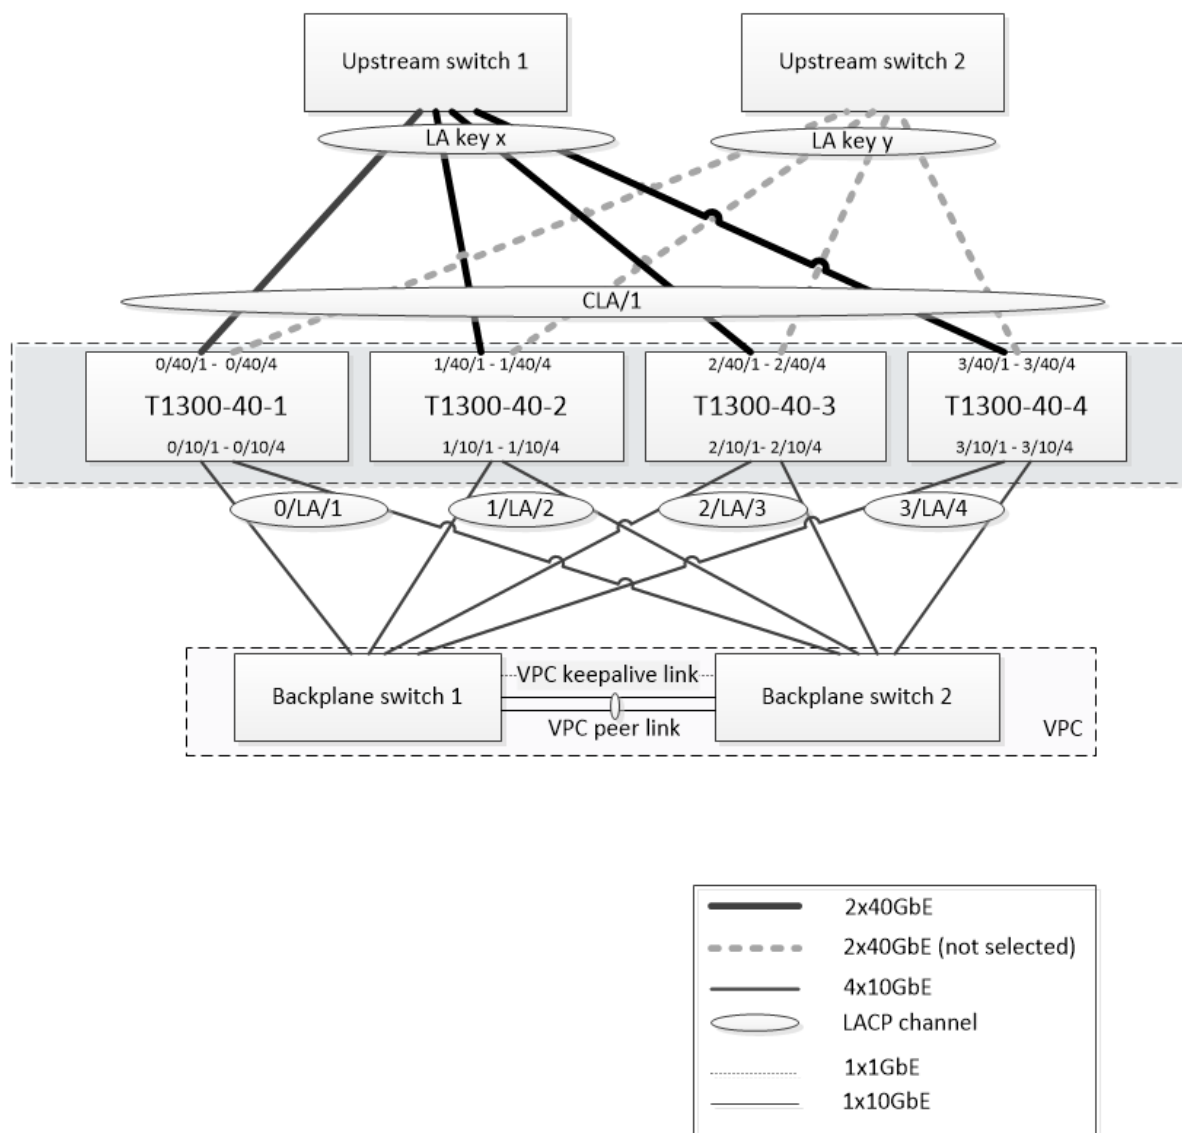 Upstream switch 1
Upstream switch 2
LA key x
LA key y
CLA/1
0/40/1 - 0/40/4
1/40/1 - 1/40/4
2/40/1 - 2/40/4
3/40/1 - 3/40/4
T1300-40-1
T1300-40-2
T1300-40-3
T1300-40-4
0/10/1 - 0/10/4
1/10/1 - 1/10/4
2/10/1- 2/10/4
3/10/1 - 3/10/4
0/LA/1
1/LA/2
2/LA/3
3/LA/4
Backplane switch 1
VPC keepalive link
Backplane switch 2
VPC peer link
VPC
2x40GbE
2x40GbE (not selected)
4x10GbE
LACP channel
1x1GbE
1x10GbE